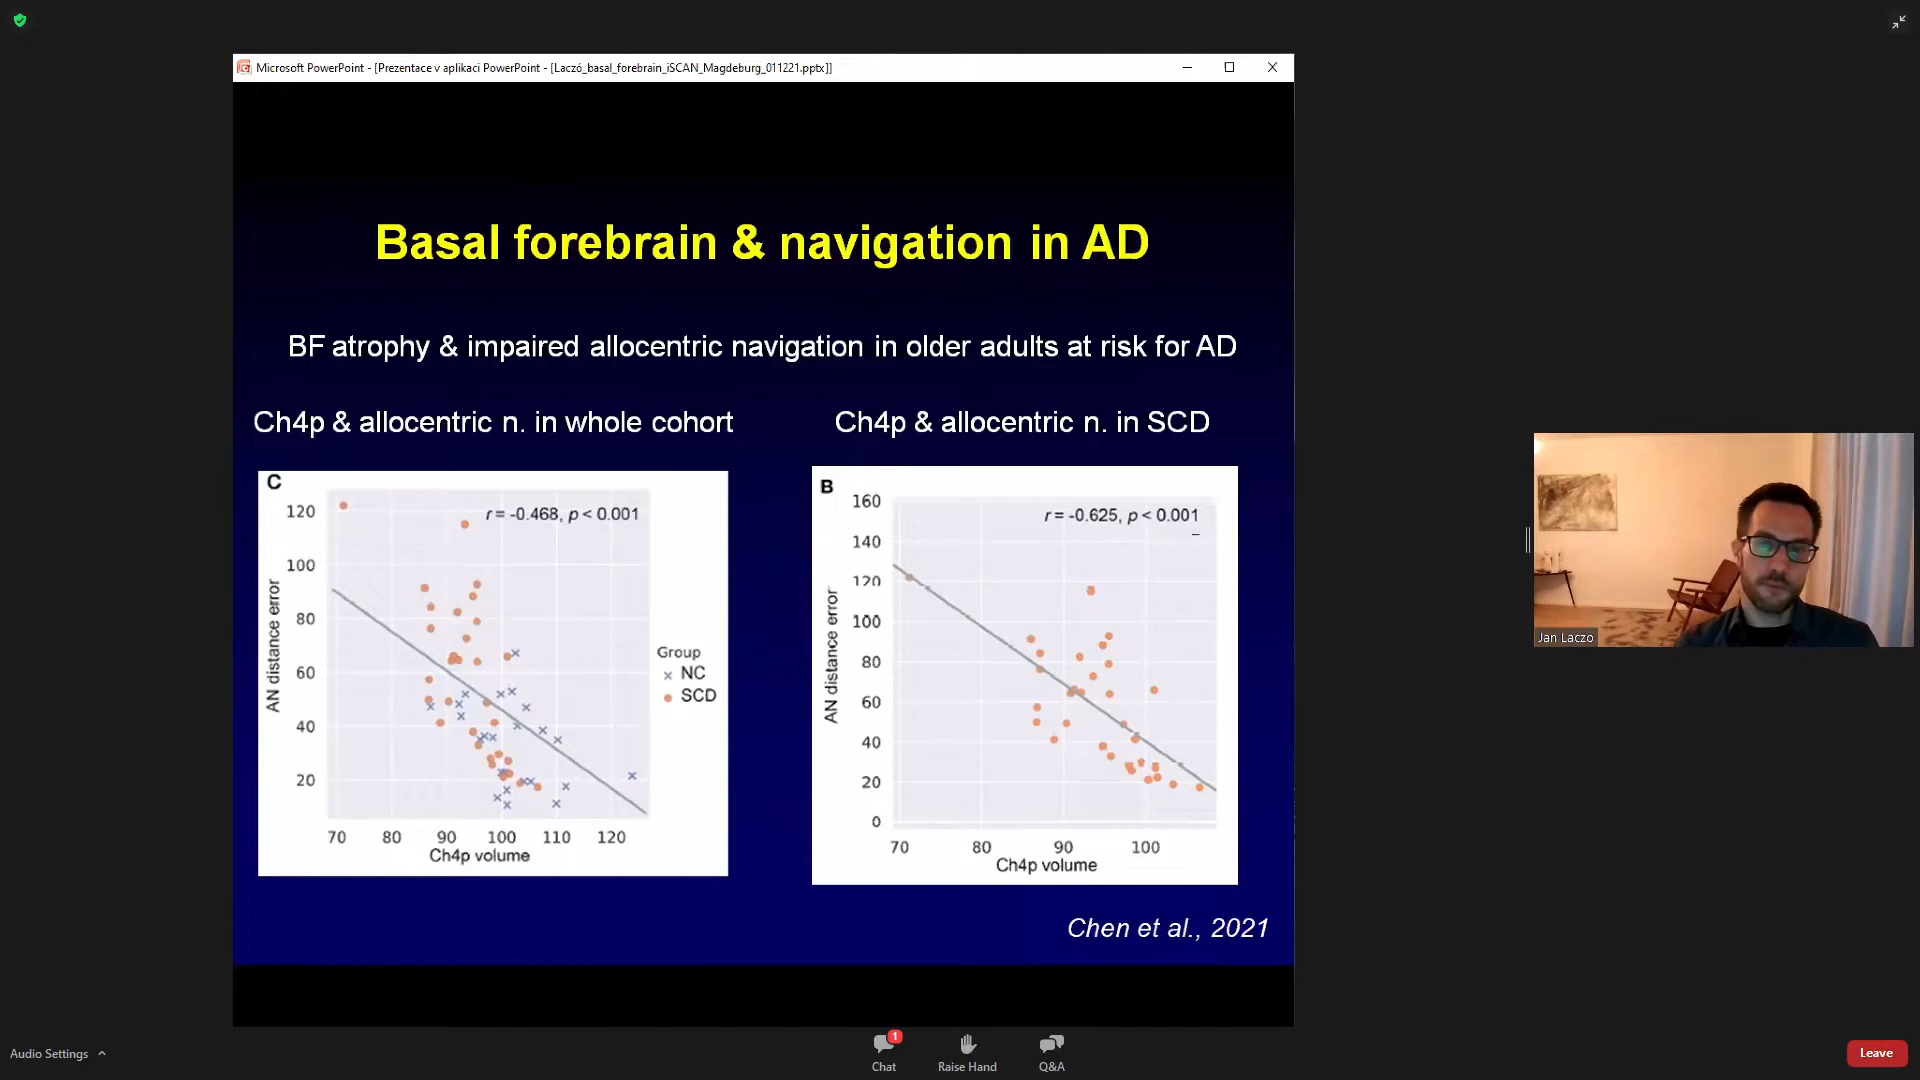 Microsoft PowerPoint - [Prezentace v aplikaci PowerPoint - [Laczó_basal_forebrain_iSCAN_Magdeburg_011221.pptx]]
Basal forebrain & navigation in AD
BF atrophy & impaired allocentric navigation in older adults at risk for AD
Ch4p & allocentric n. in whole cohort
Ch4p & allocentric n. in SCD
C
r = -0.468, p < 0.001
120
100
80
60
40
20
AN distance error
70 80 90 100 110 120
Ch4p volume
Group
NC
SCD
B
r = -0.625, p < 0.001
160
140
120
100
80
60
40
20
0
AN distance error
70 80 90 100
Ch4p volume
Chen et al., 2021
Jan Laczo
Audio Settings
1
Chat
Raise Hand
Q&A
Leave